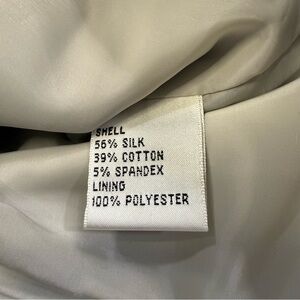 SHELL
56% SILK
39% COTTON
5% SPANDEX
LINING
100% POLYESTER